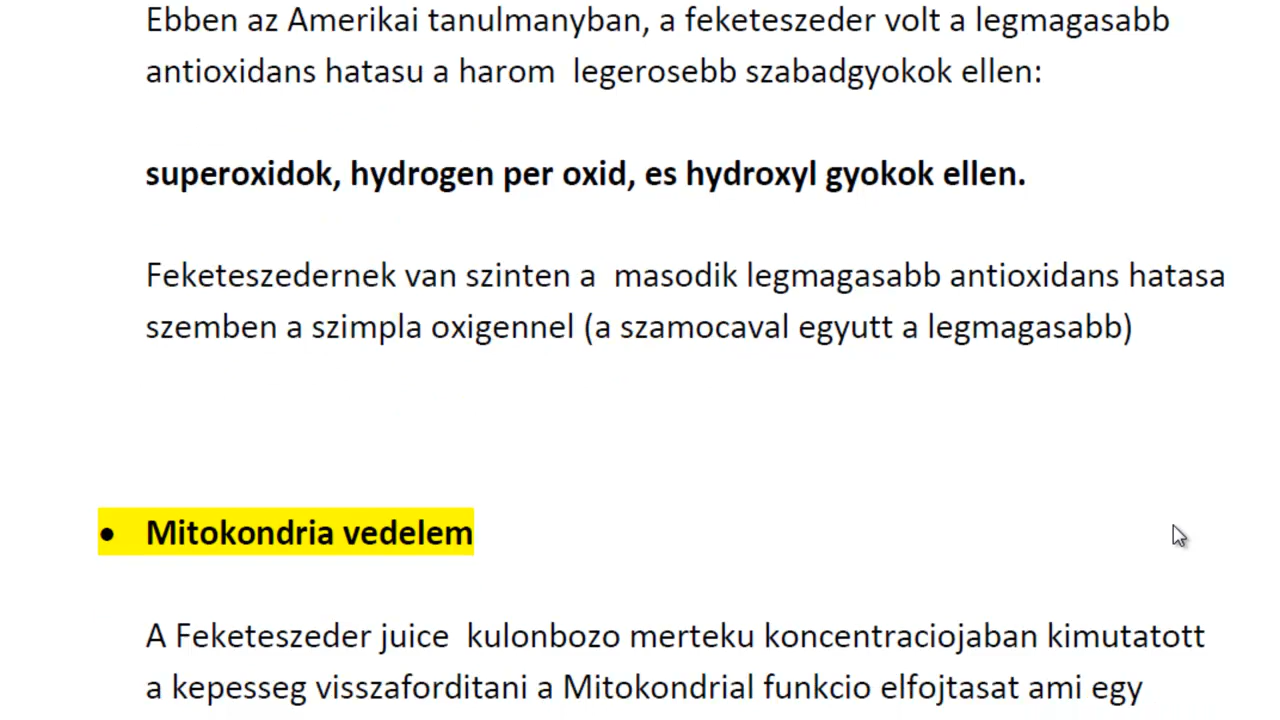 Ebben az Amerikai tanulmanyban, a feketeszeder volt a legmagasabb
antioxidans hatasu a harom  legerosebb szabadgyokok ellen:
superoxidok, hydrogen per oxid, es hydroxyl gyokok ellen.
Feketeszedernek van szinten a  masodik legmagasabb antioxidans hatasa
szemben a szimpla oxigennel (a szamocaval egyutt a legmagasabb)
• Mitokondria vedelem
A Feketeszeder juice  kulonbozo merteku koncentraciojaban kimutatott
a kepesseg visszaforditani a Mitokondrial funkcio elfojtasat ami egy